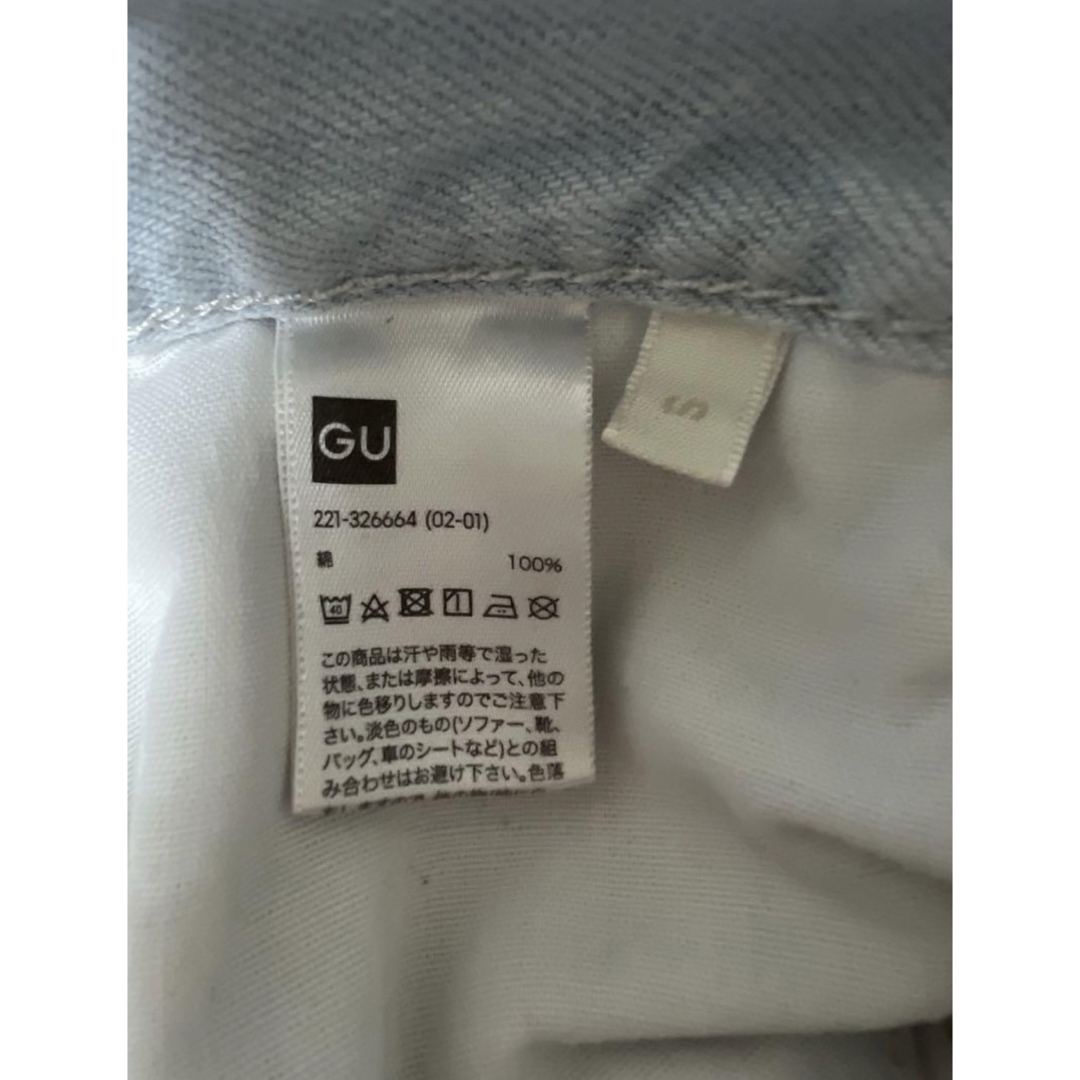 GU
S
221-326664 (02-01)
綿 100%
40
この商品は汗や雨等で湿った
状態、または摩擦によって、他の
物に色移りしますのでご注意下
さい。淡色のもの(ソファー、靴、
バッグ、車のシートなど)との組
み合わせはお避け下さい。色落